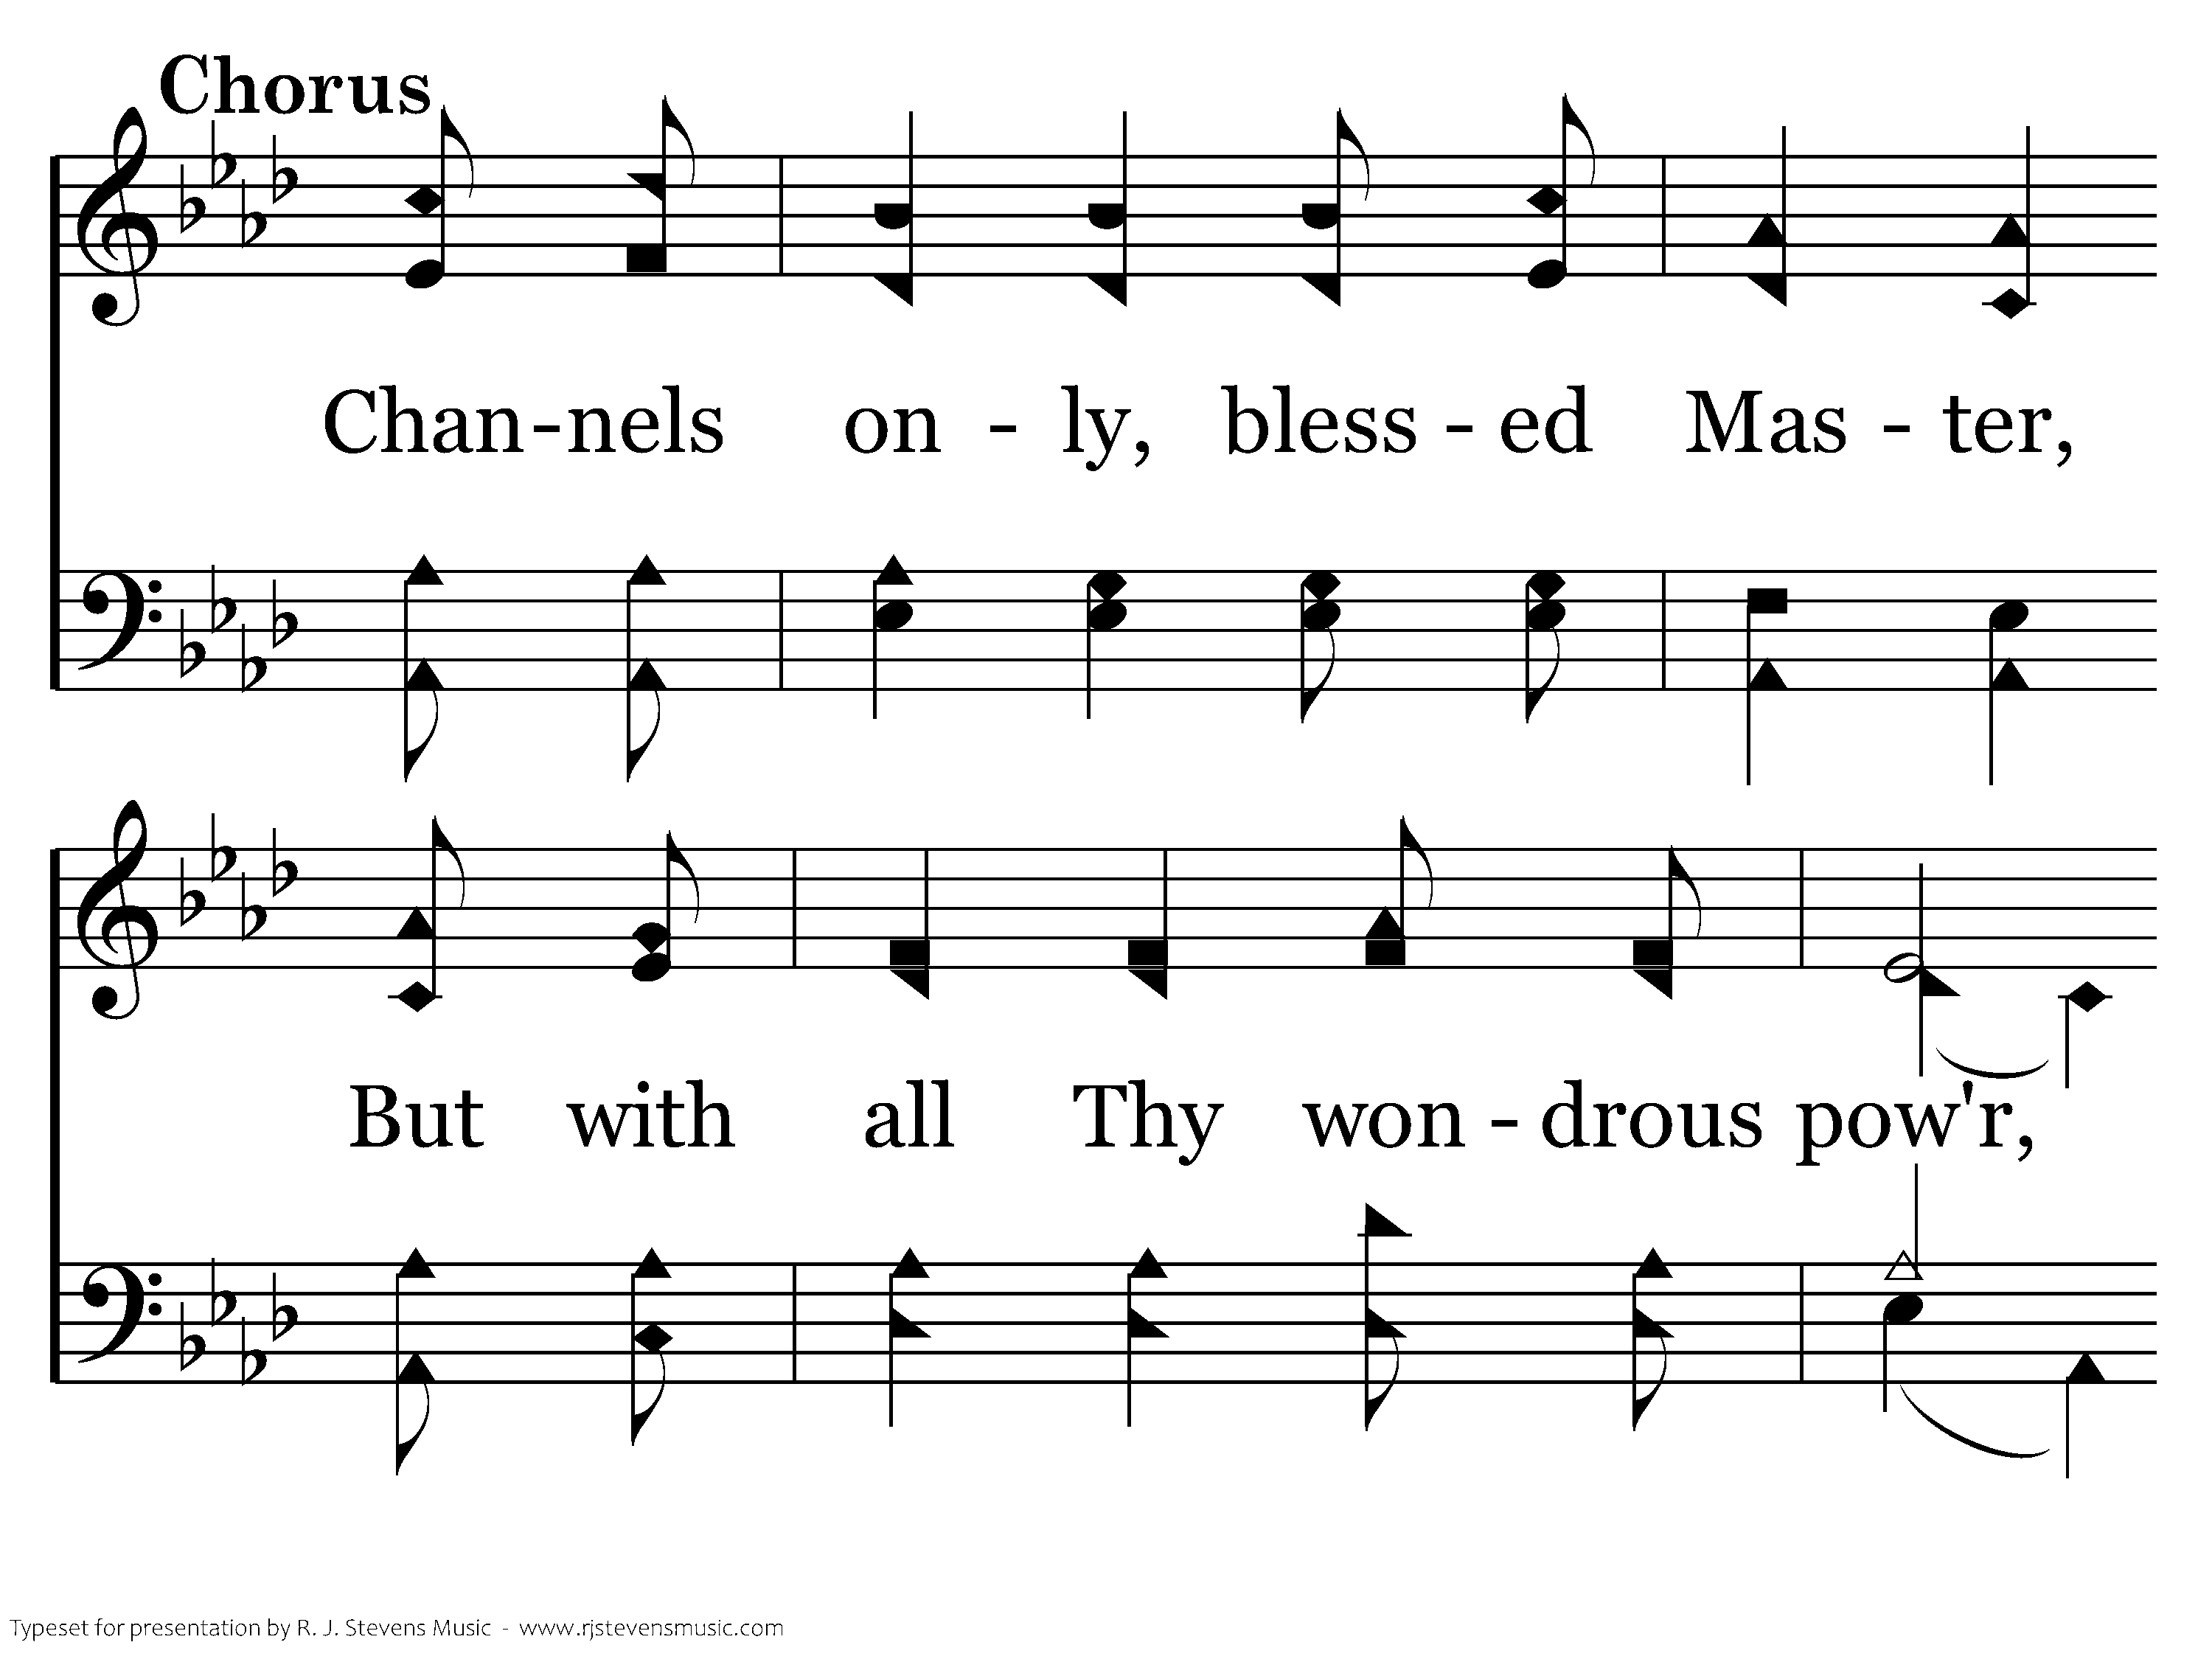 Chorus
Chan-nels on - ly, bless - ed Mas - ter,
But with all Thy won - drous pow'r,
Typeset for presentation by R. J. Stevens Music - www.rjstevensmusic.com